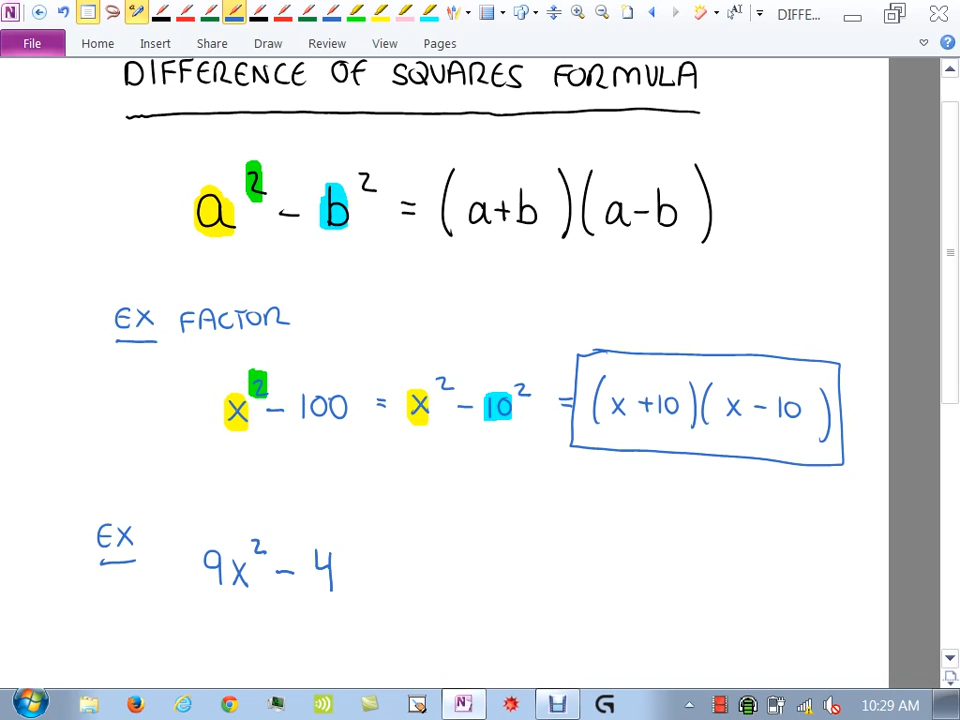 DIFFE...
File Home Insert Share Draw Review View Pages
DIFFERENCE OF SQUARES FORMULA
a² - b² = (a+b)(a-b)
EX FACTOR
x² - 100 = x² - 10² = (x +10)(x - 10)
EX
9x² - 4
10:29 AM